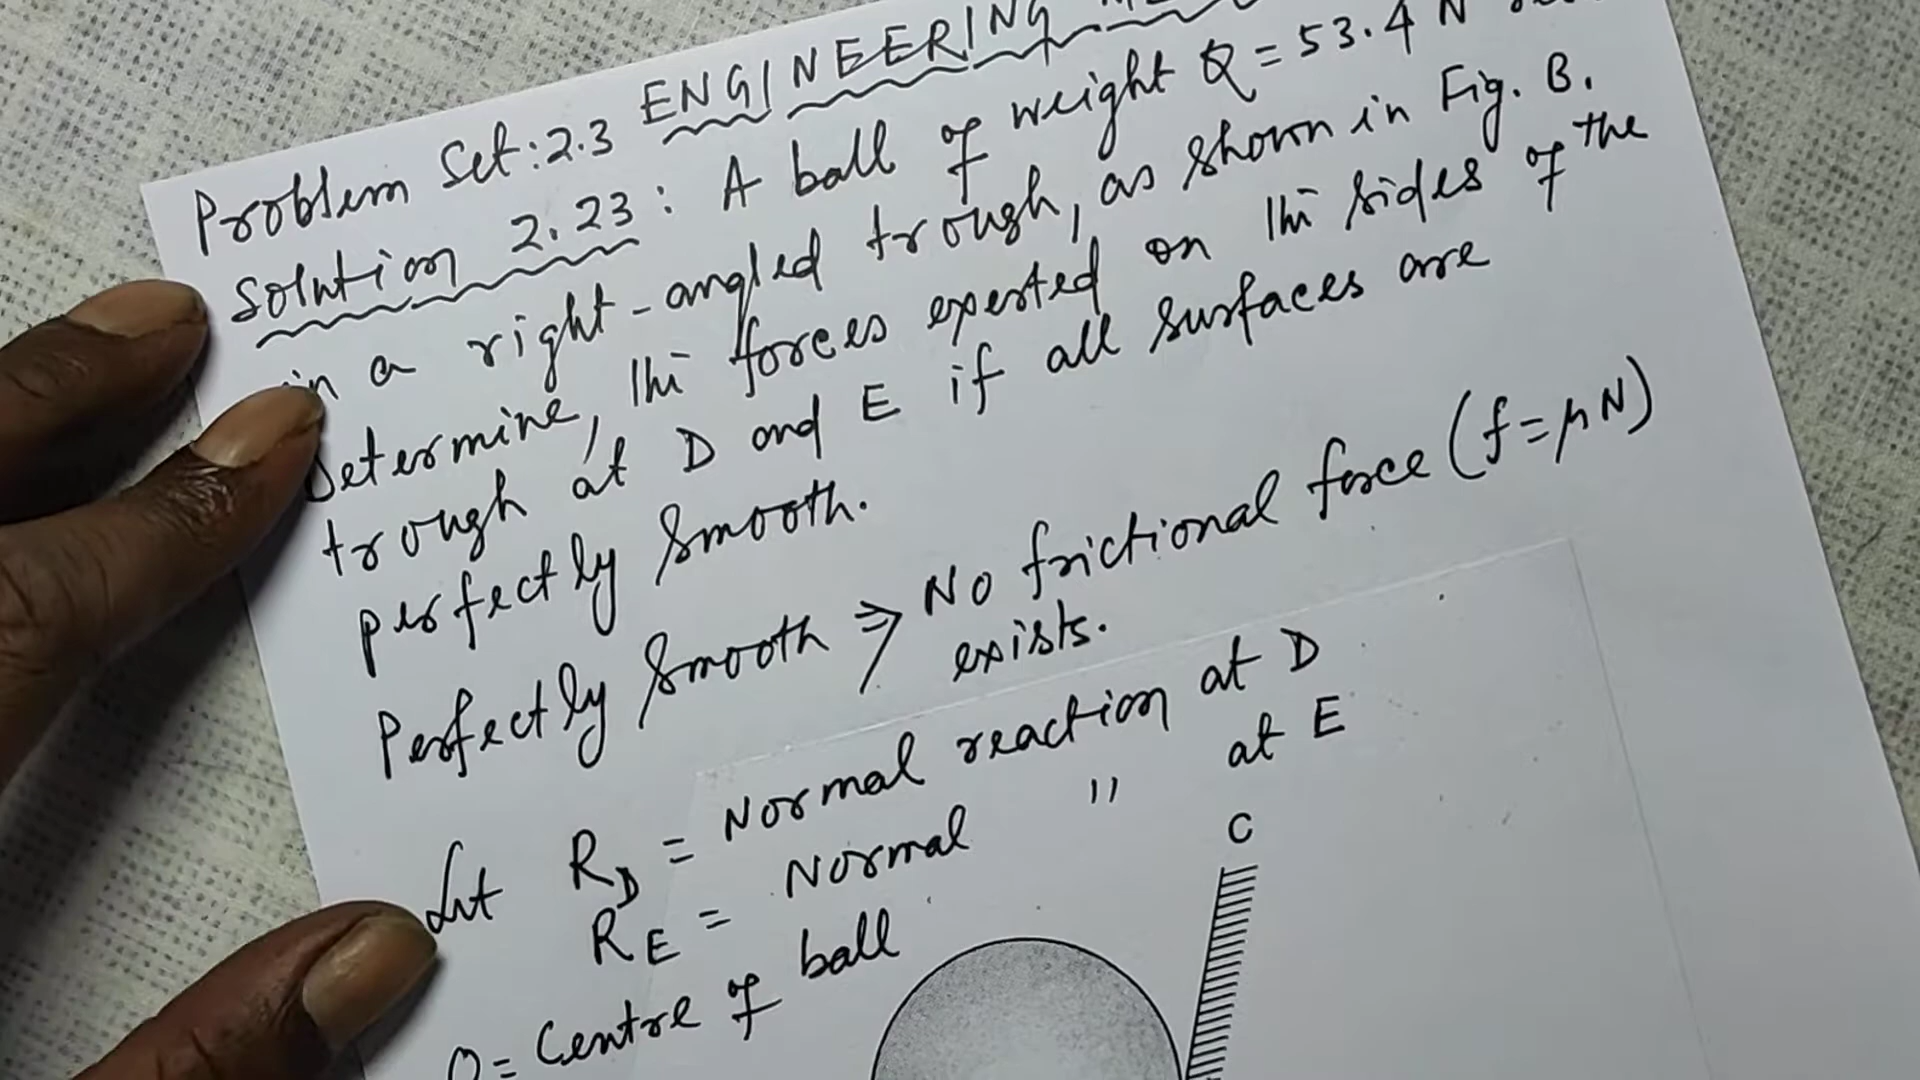 Problem Set: 2.3 ENGINEERING
Solution 2.23: A ball of weight Q = 53.4 N
in a right-angled trough, as shown in Fig. B.
Determine, the forces exerted on the sides of the
trough at D and E if all surfaces are
perfectly smooth.
Perfectly smooth ⇒ No frictional force (f = μN)
exists.
Let R_D = Normal reaction at D
R_E = Normal " at E
O = Centre of ball
C